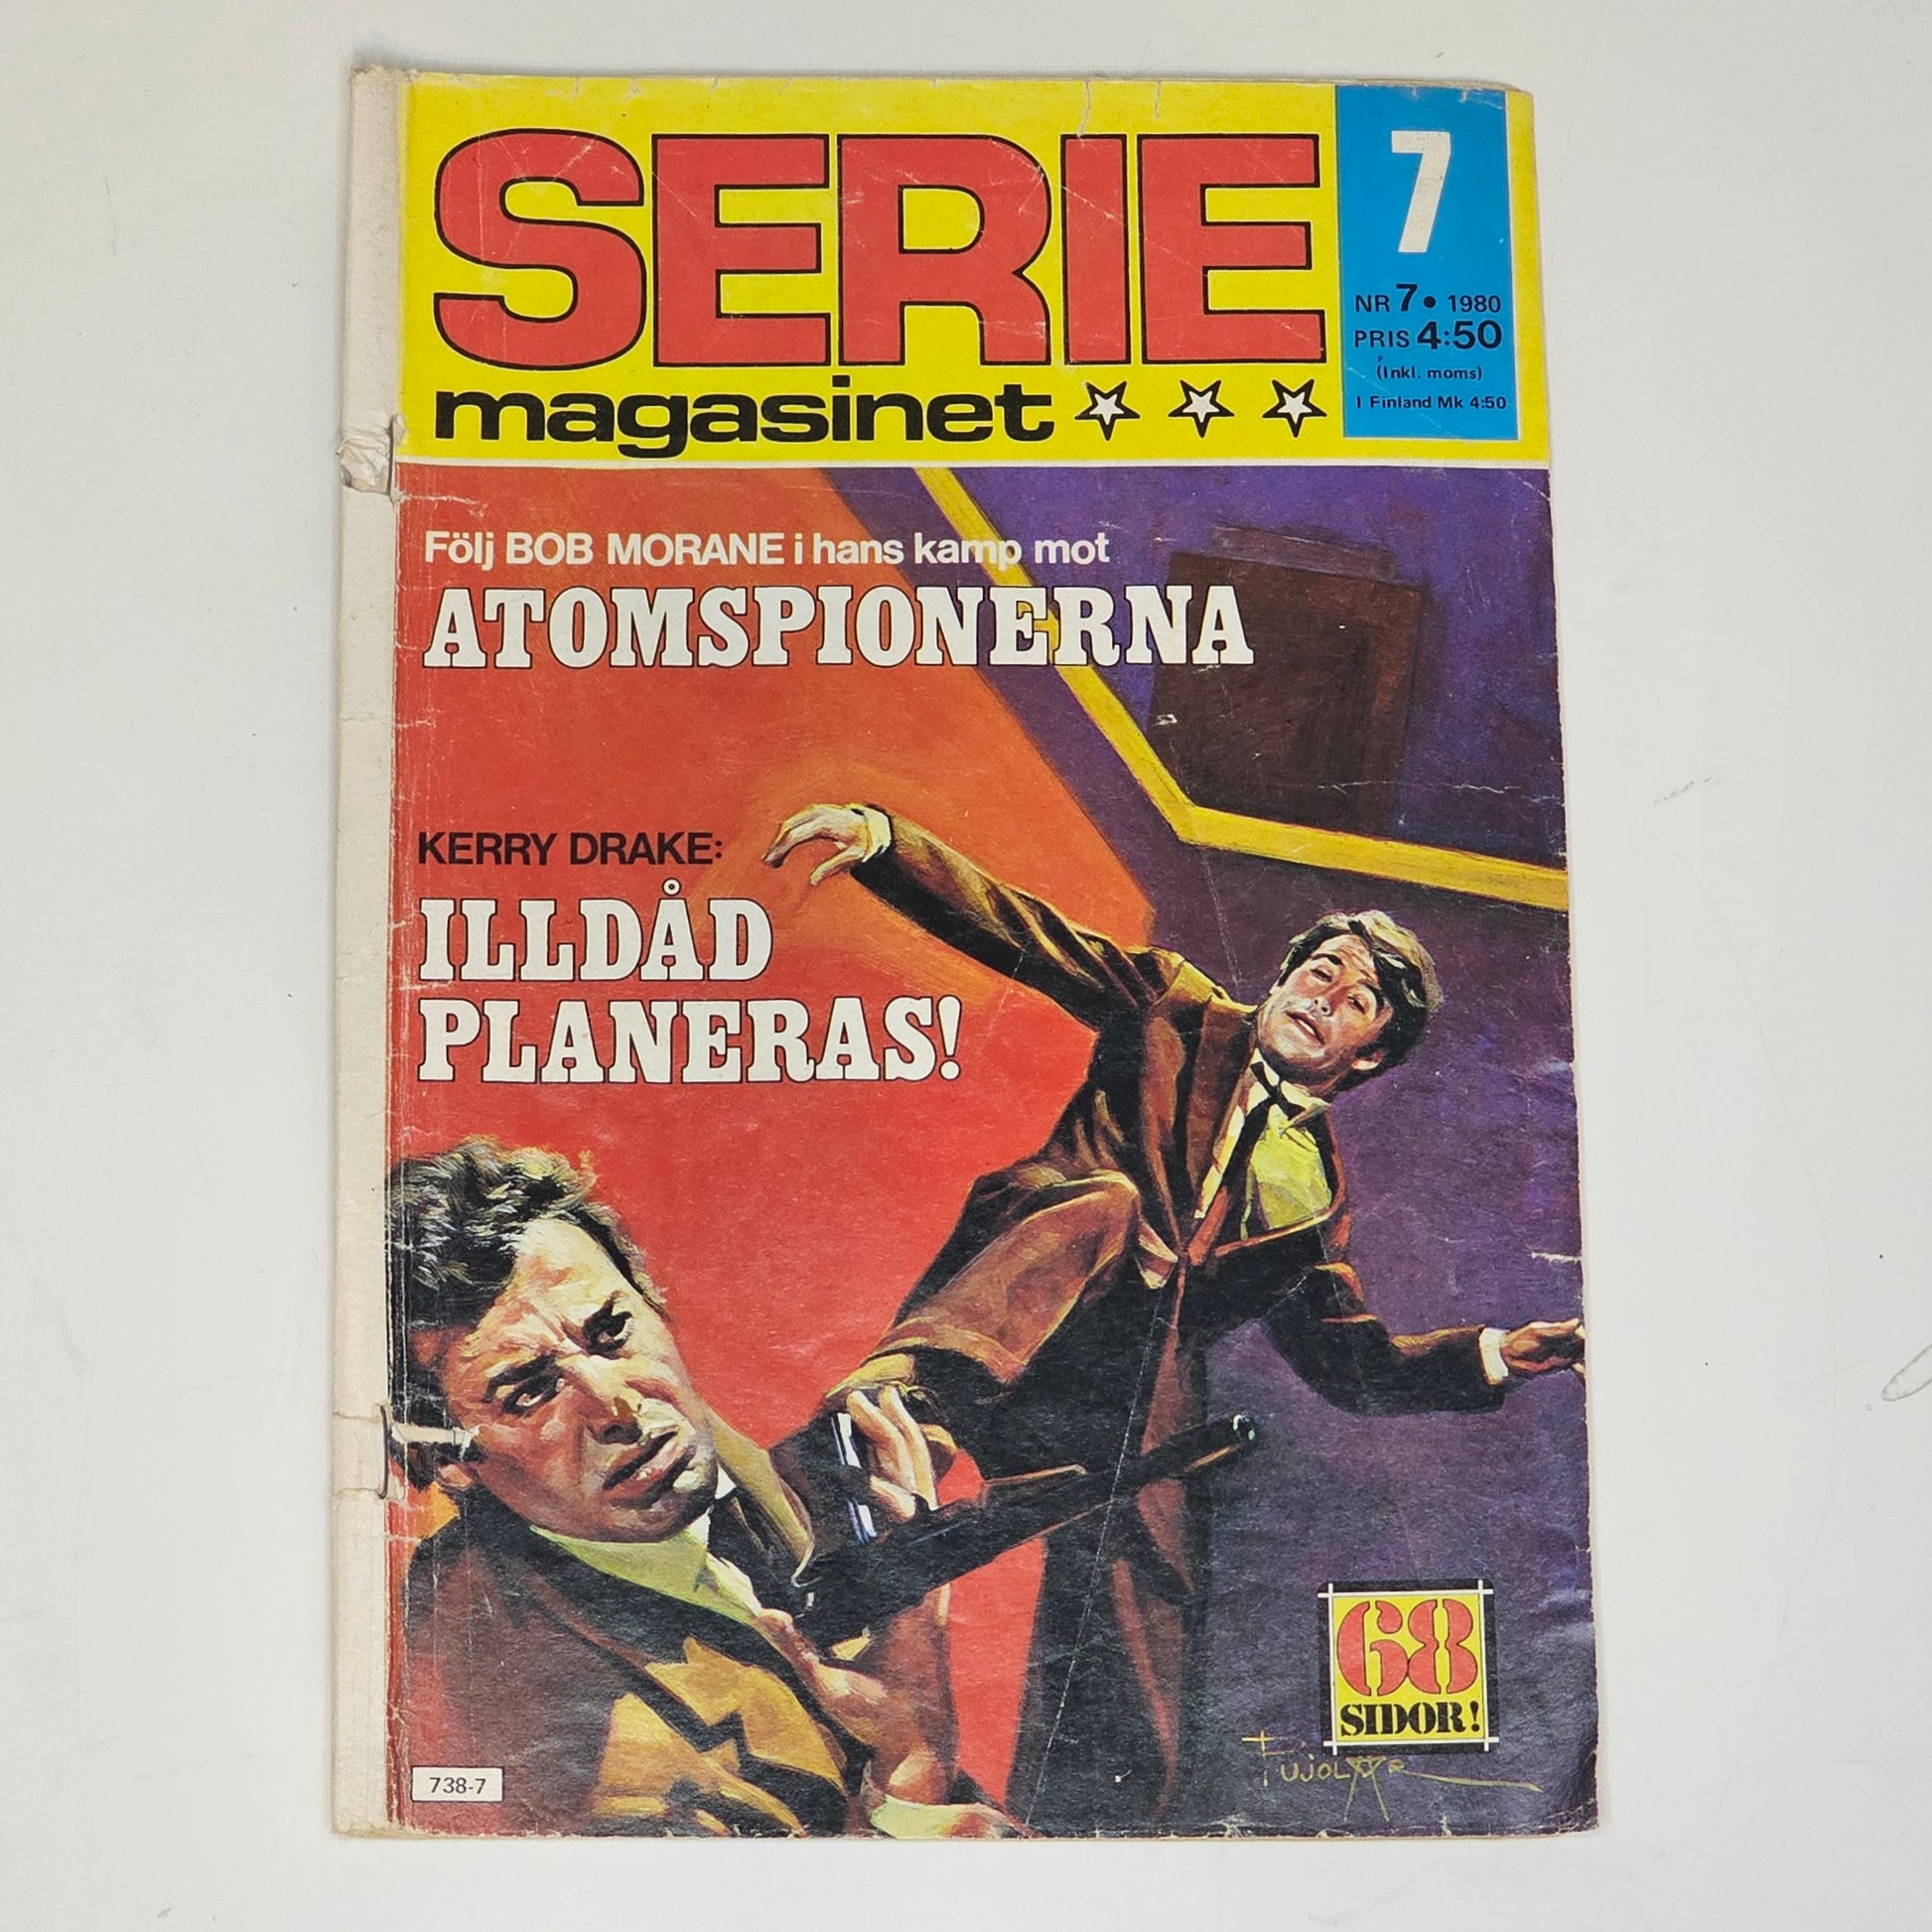 SERIE
magasinet
7
NR 7 • 1980
PRIS 4:50
(Inkl. moms)
I Finland Mk 4:50
Följ BOB MORANE i hans kamp mot
ATOMSPIONERNA
KERRY DRAKE:
ILLDÅD
PLANERAS!
68
SIDOR!
PUJOLAR
738-7